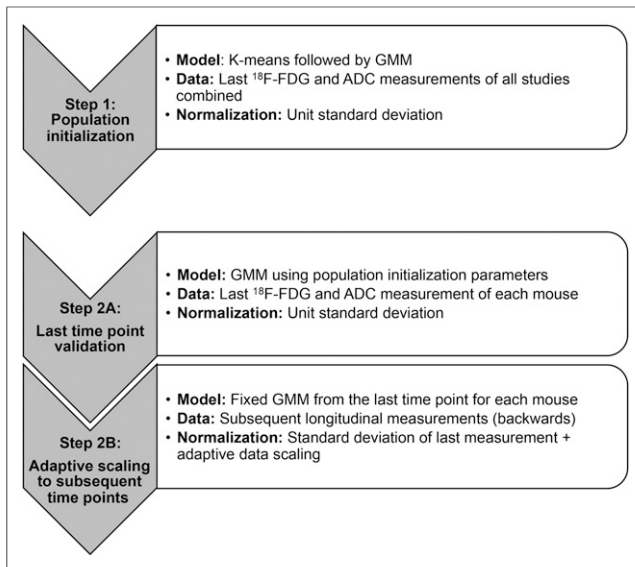 Step 1:
Population
initialization
• Model: K-means followed by GMM
• Data: Last ¹⁸F-FDG and ADC measurements of all studies
combined
• Normalization: Unit standard deviation
Step 2A:
Last time point
validation
• Model: GMM using population initialization parameters
• Data: Last ¹⁸F-FDG and ADC measurement of each mouse
• Normalization: Unit standard deviation
Step 2B:
Adaptive scaling
to subsequent
time points
• Model: Fixed GMM from the last time point for each mouse
• Data: Subsequent longitudinal measurements (backwards)
• Normalization: Standard deviation of last measurement +
adaptive data scaling